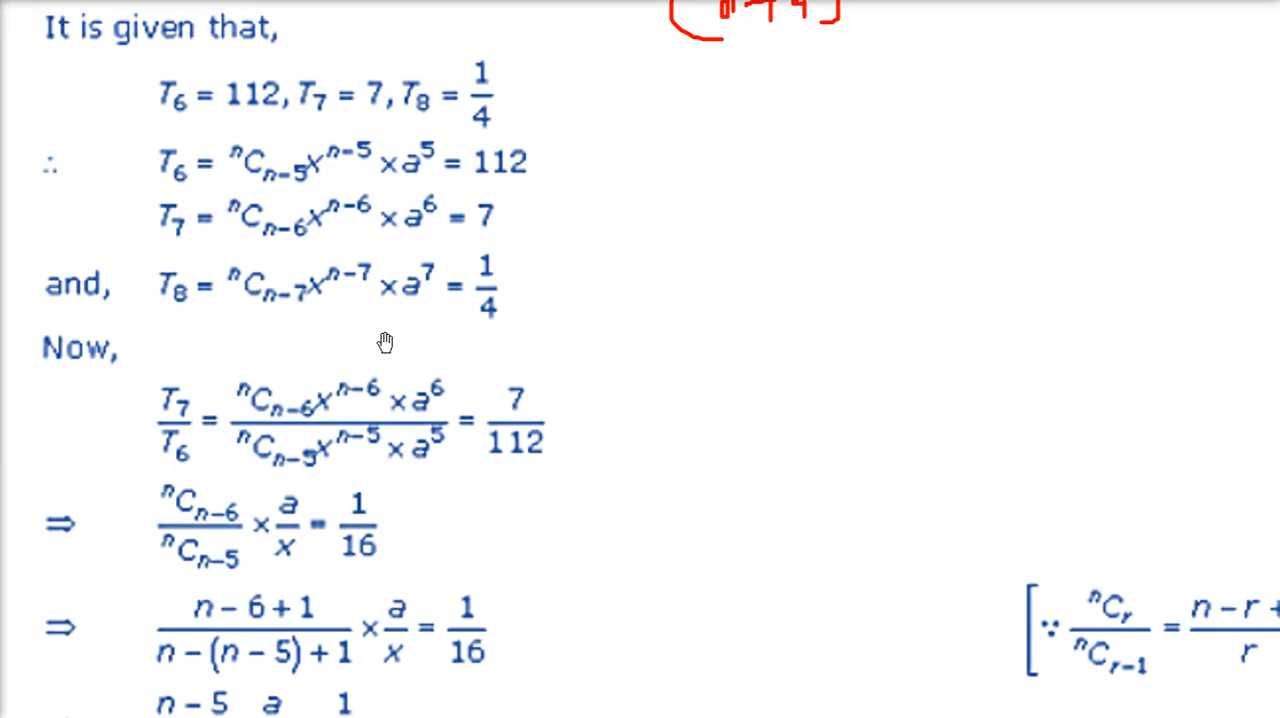 It is given that,
T₆ = 112, T₇ = 7, T₈ = 1/4
∴ T₆ = ⁿCₙ₋₅xⁿ⁻⁵ × a⁵ = 112
T₇ = ⁿCₙ₋₆xⁿ⁻⁶ × a⁶ = 7
and, T₈ = ⁿCₙ₋₇xⁿ⁻⁷ × a⁷ = 1/4
Now,
T₇/T₆ = (ⁿCₙ₋₆xⁿ⁻⁶ × a⁶)/(ⁿCₙ₋₅xⁿ⁻⁵ × a⁵) = 7/112
⇒ ⁿCₙ₋₆/ⁿCₙ₋₅ × a/x = 1/16
⇒ (n − 6 + 1)/(n − (n − 5) + 1) × a/x = 1/16 [∵ ⁿCᵣ/ⁿCᵣ₋₁ = (n − r +/r
n − 5 a 1